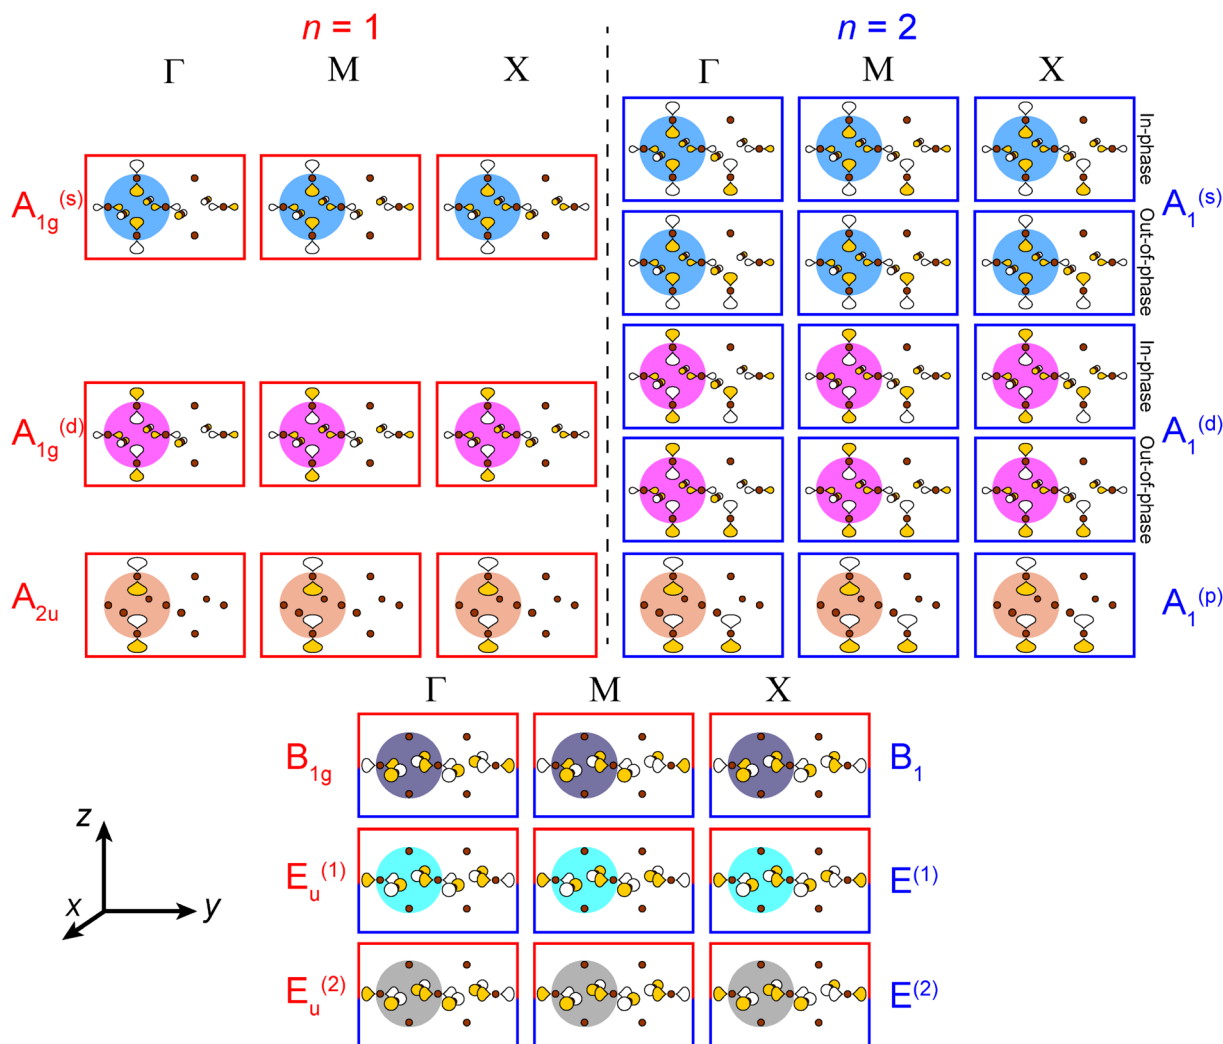 n = 1
n = 2
Γ M X
Γ M X
A1g(s)
In-phase
Out-of-phase
A1(s)
A1g(d)
In-phase
Out-of-phase
A1(d)
A2u
A1(p)
Γ M X
B1g
B1
Eu(1)
E(1)
Eu(2)
E(2)
z
x
y